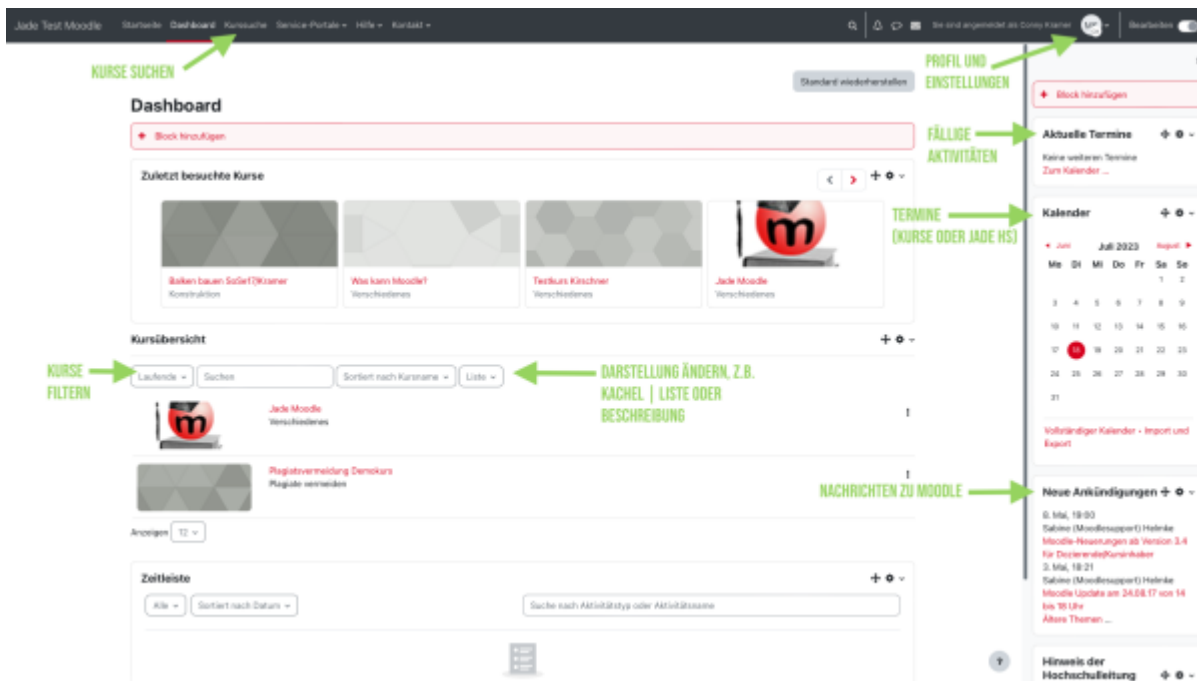 Jade Test Moodle Startseite Dashboard Kurssuche Service-Portale Hilfe Kontakt Sie sind angemeldet als Conny Kramer Bearbeiten
KURSE SUCHEN
PROFIL UND
EINSTELLUNGEN
Standard wiederherstellen
Dashboard
+ Block hinzufügen
Zuletzt besuchte Kurse
Balken bauen SoSe17/Kramer
Konstruktion
Was kann Moodle?
Verschiedenes
Testkurs Kirschner
Verschiedenes
Jade Moodle
Verschiedenes
Kursübersicht
KURSE
FILTERN
Laufende Suchen Sortiert nach Kursname Liste
DARSTELLUNG ÄNDERN, Z.B.
KACHEL | LISTE ODER
BESCHREIBUNG
Jade Moodle
Verschiedenes
Plagiatsvermeidung Demokurs
Plagiate vermeiden
Anzeigen 12
Zeitleiste
Alle Sortiert nach Datum Suche nach Aktivitätstyp oder Aktivitätsname
+ Block hinzufügen
FÄLLIGE
AKTIVITÄTEN
Aktuelle Termine
Keine weiteren Termine
Zum Kalender ...
TERMINE
(KURSE ODER JADE HS)
Kalender
Juni Juli 2023 August
Mo Di Mi Do Fr Sa So
1 2
3 4 5 6 7 8 9
10 11 12 13 14 15 16
17 18 19 20 21 22 23
24 25 26 27 28 29 30
31
Vollständiger Kalender • Import und
Export
NACHRICHTEN ZU MOODLE
Neue Ankündigungen
8. Mai, 19:00
Sabine (Moodlesupport) Helmke
Moodle-Neuerungen ab Version 3.4
für Dozierende/Kursinhaber
3. Mai, 18:21
Sabine (Moodlesupport) Helmke
Moodle Update am 24.08.17 von 14
bis 18 Uhr
Ältere Themen ...
Hinweis der
Hochschulleitung